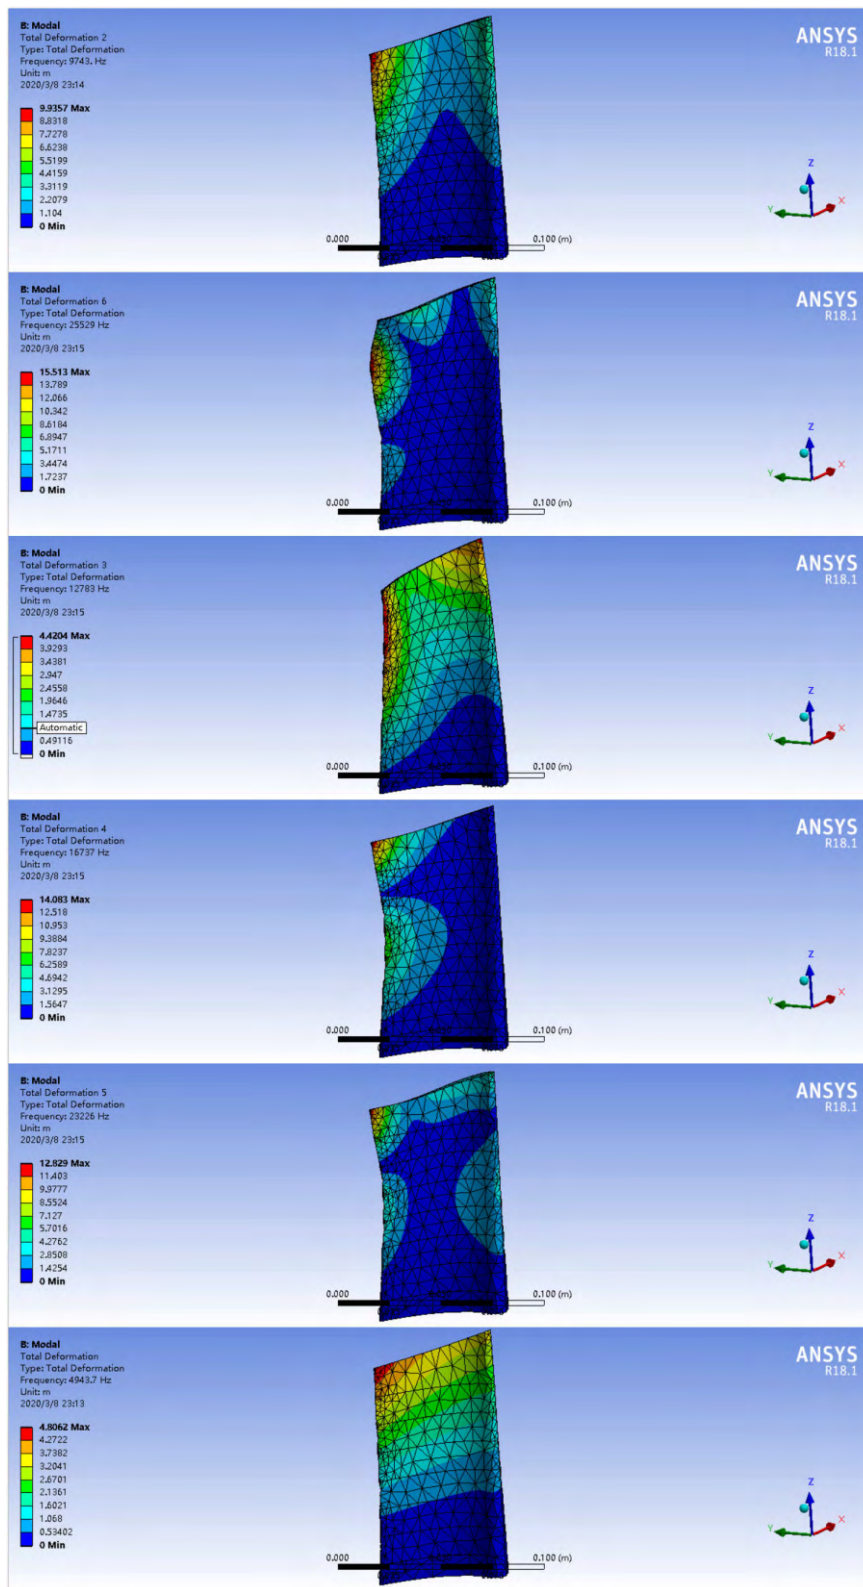 B: Modal
Total Deformation 2
Type: Total Deformation
Frequency: 9743. Hz
Unit: m
2020/3/8 23:14
9.9357 Max
8.8318
7.7278
6.6238
5.5199
4.4159
3.3119
2.2079
1.104
0 Min
ANSYS
R18.1
Z
Y
X
0.000
0.100 (m)
B: Modal
Total Deformation 6
Type: Total Deformation
Frequency: 25529 Hz
Unit: m
2020/3/8 23:15
15.513 Max
13.789
12.066
10.342
8.6184
6.8947
5.1711
3.4474
1.7237
0 Min
ANSYS
R18.1
Z
Y
X
0.000
0.100 (m)
B: Modal
Total Deformation 3
Type: Total Deformation
Frequency: 12783 Hz
Unit: m
2020/3/8 23:15
4.4204 Max
3.9293
3.4381
2.947
2.4558
1.9646
1.4735
Automatic
0.49116
0 Min
ANSYS
R18.1
Z
Y
X
0.000
0.100 (m)
B: Modal
Total Deformation 4
Type: Total Deformation
Frequency: 16737 Hz
Unit: m
2020/3/8 23:15
14.083 Max
12.518
10.953
9.3884
7.8237
6.2589
4.6942
3.1295
1.5647
0 Min
ANSYS
R18.1
Z
Y
X
0.000
0.100 (m)
B: Modal
Total Deformation 5
Type: Total Deformation
Frequency: 23226 Hz
Unit: m
2020/3/8 23:15
12.829 Max
11.403
9.9777
8.5524
7.127
5.7016
4.2762
2.8508
1.4254
0 Min
ANSYS
R18.1
Z
Y
X
0.000
0.100 (m)
B: Modal
Total Deformation
Type: Total Deformation
Frequency: 4943.7 Hz
Unit: m
2020/3/8 23:13
4.8062 Max
4.2722
3.7382
3.2041
2.6701
2.1361
1.6021
1.068
0.53402
0 Min
ANSYS
R18.1
Z
Y
X
0.000
0.100 (m)